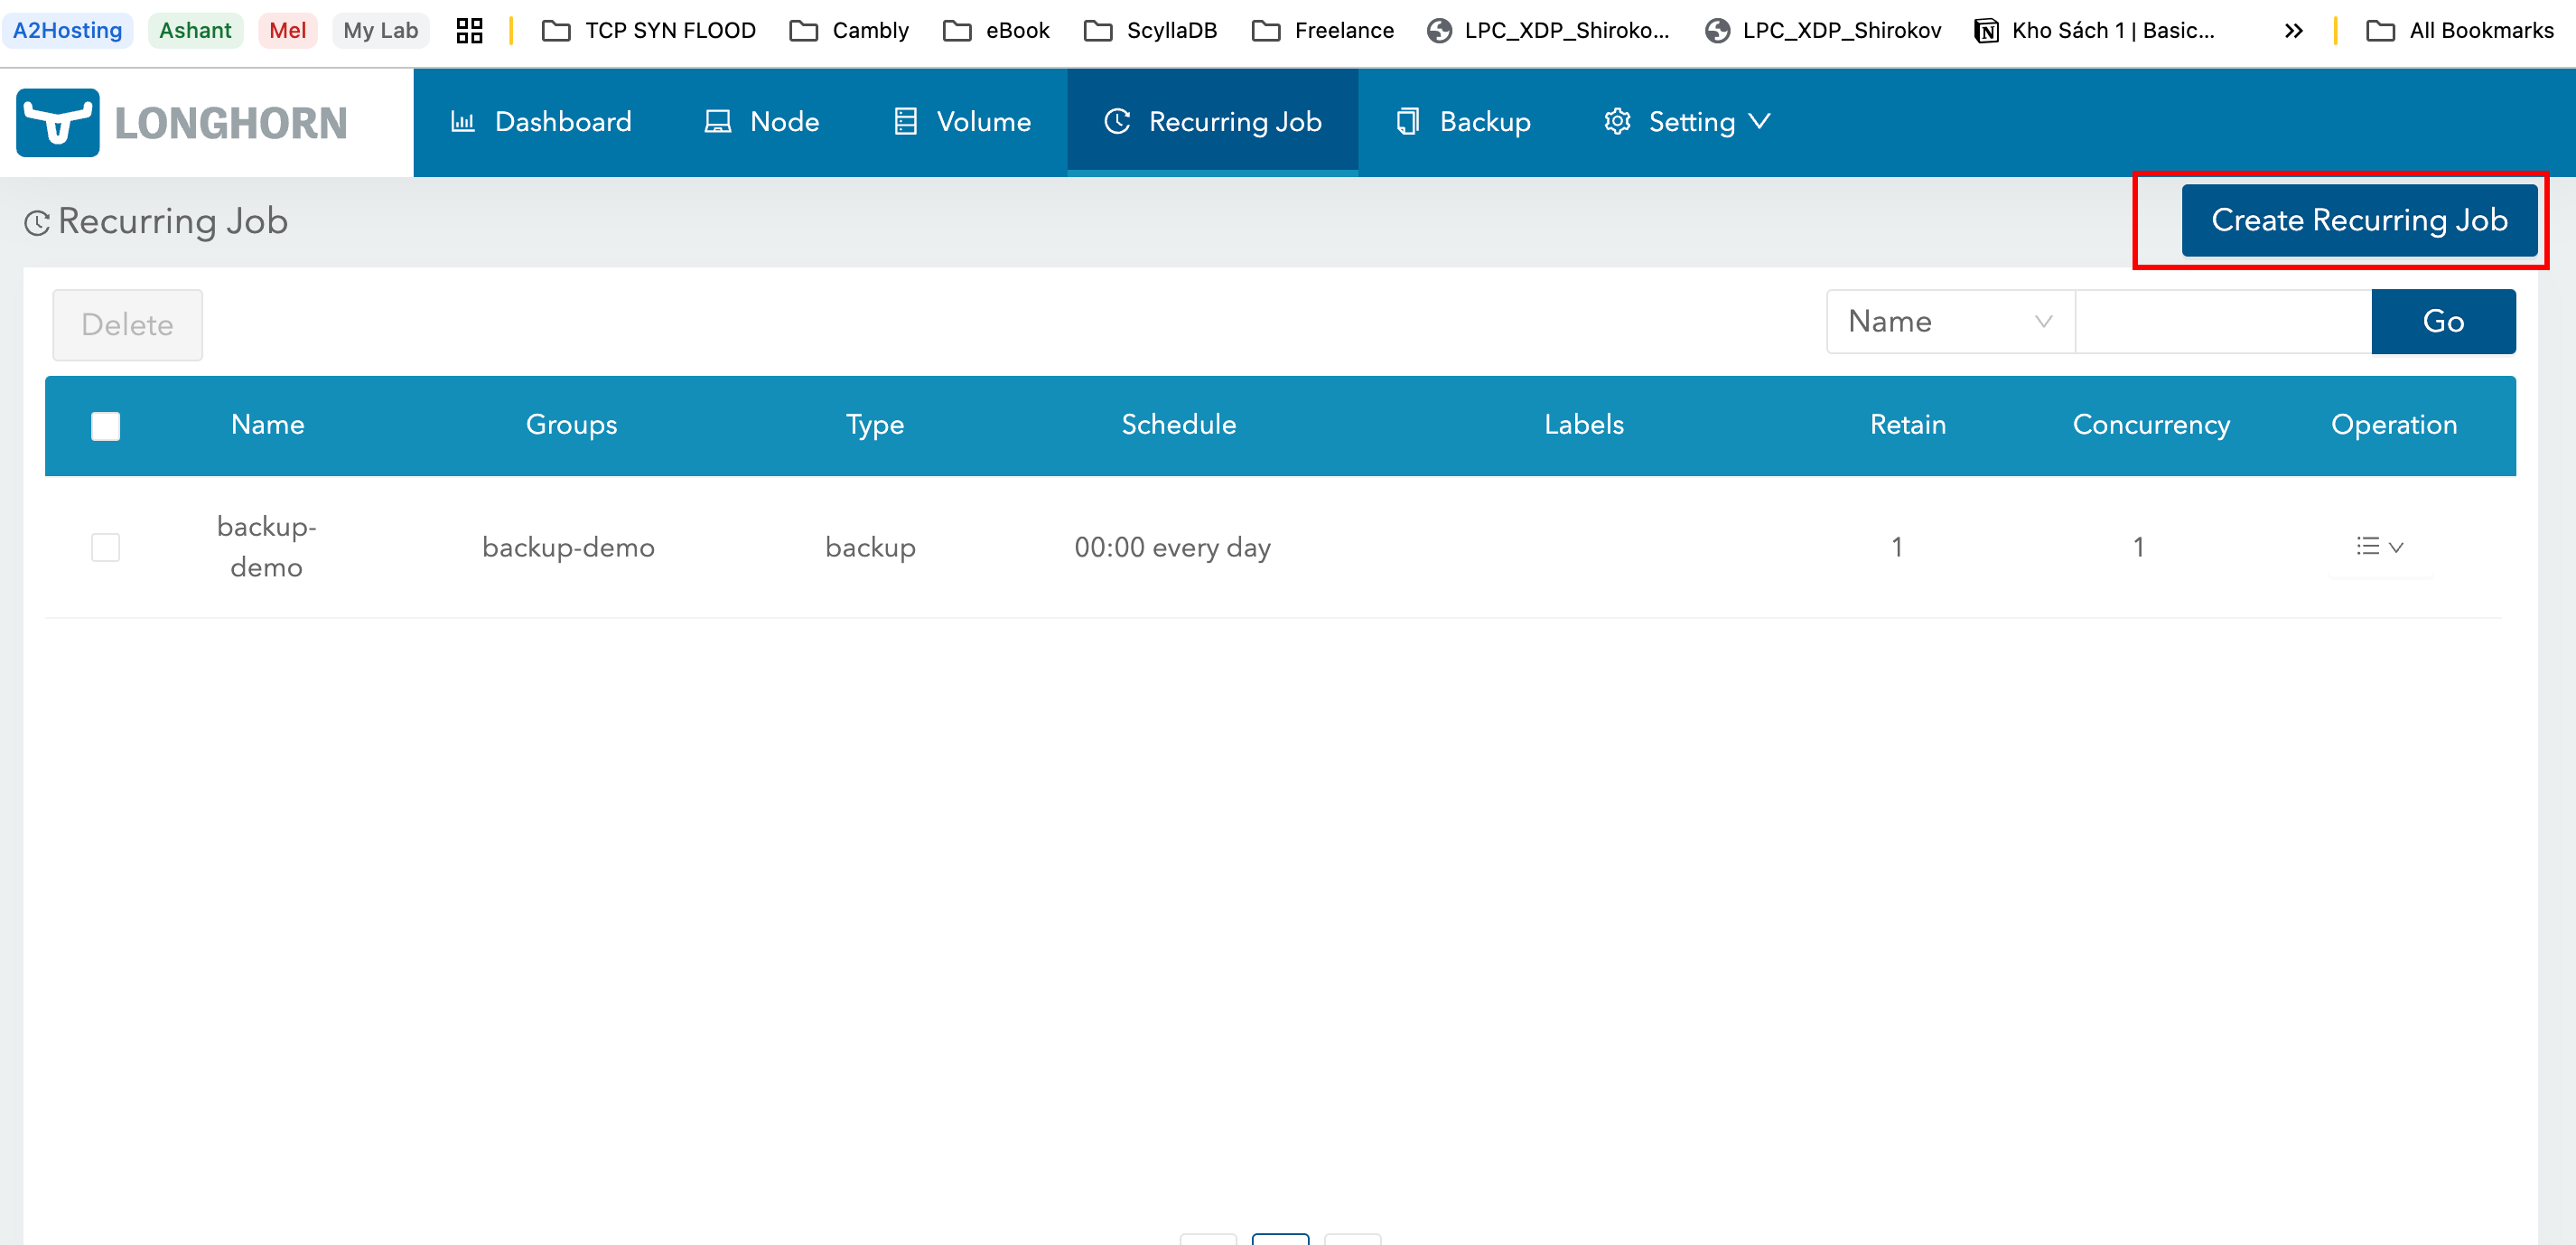 A2Hosting Ashant Mel My Lab TCP SYN FLOOD Cambly eBook ScyllaDB Freelance LPC_XDP_Shiroko... LPC_XDP_Shirokov Kho Sách 1 | Basic... All Bookmarks
LONGHORN Dashboard Node Volume Recurring Job Backup Setting
Recurring Job Create Recurring Job
Delete Name Go
Name Groups Type Schedule Labels Retain Concurrency Operation
backup-
demo
backup-demo backup 00:00 every day 1 1